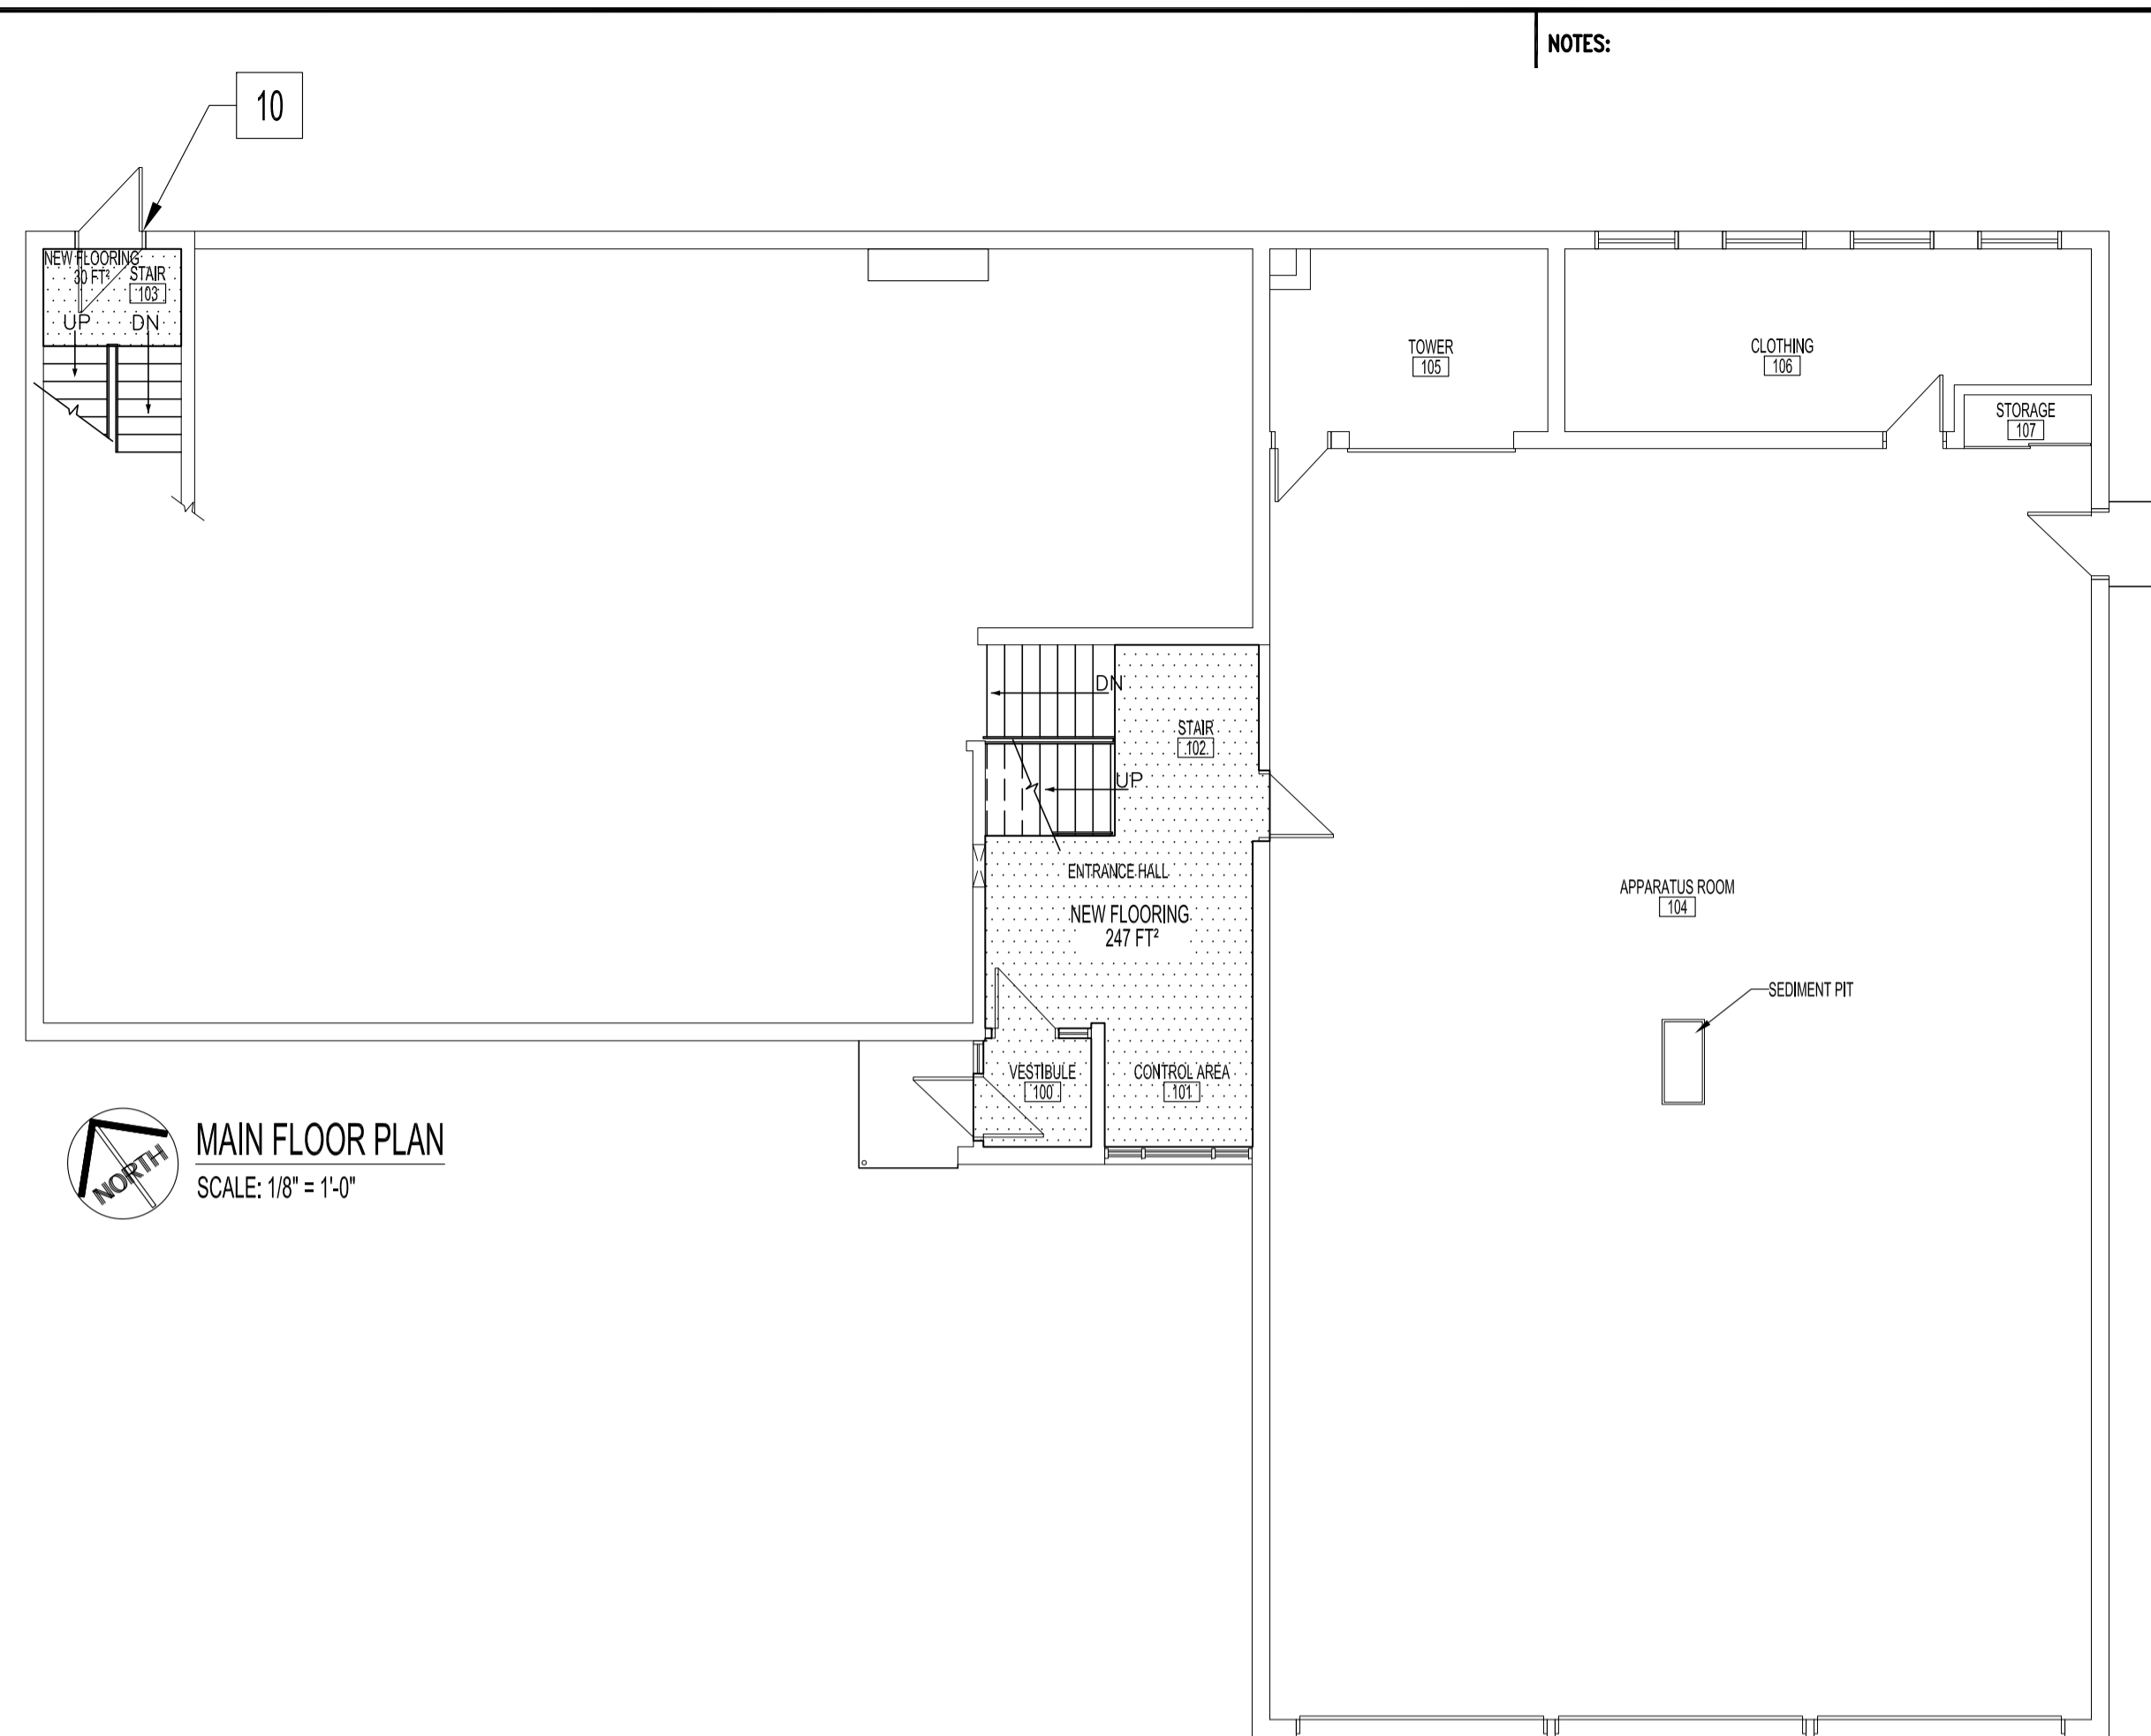 NOTES:
10
NEW FLOORING
30 FT²
STAIR
103
UP
DN
TOWER
105
CLOTHING
106
STORAGE
107
DN
STAIR
102
UP
ENTRANCE HALL
NEW FLOORING
247 FT²
APPARATUS ROOM
104
SEDIMENT PIT
VESTIBULE
100
CONTROL AREA
101
NORTH
MAIN FLOOR PLAN
SCALE: 1/8" = 1'-0"